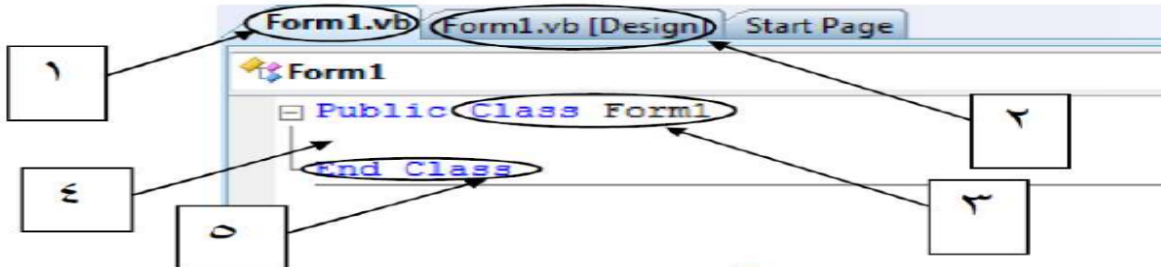 Form1.vb Form1.vb [Design] Start Page
١
Form1
Public Class Form1
٢
End Class
٤
٣
٥